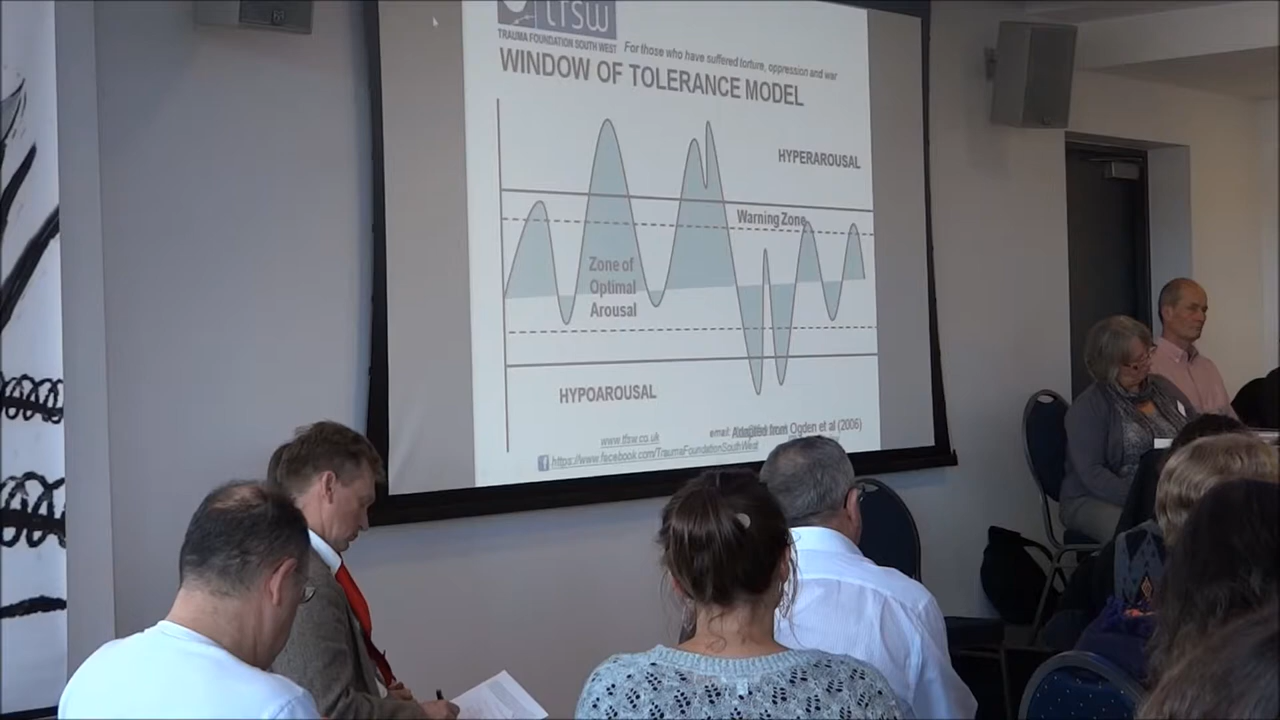 tfsw
TRAUMA FOUNDATION SOUTH WEST
For those who have suffered torture, oppression and war
WINDOW OF TOLERANCE MODEL
HYPERAROUSAL
Warning Zone
Zone of
Optimal
Arousal
HYPOAROUSAL
Adapted from Ogden et al (2006)
www.tfsw.co.uk
email:
https://www.facebook.com/TraumaFoundationSouthWest